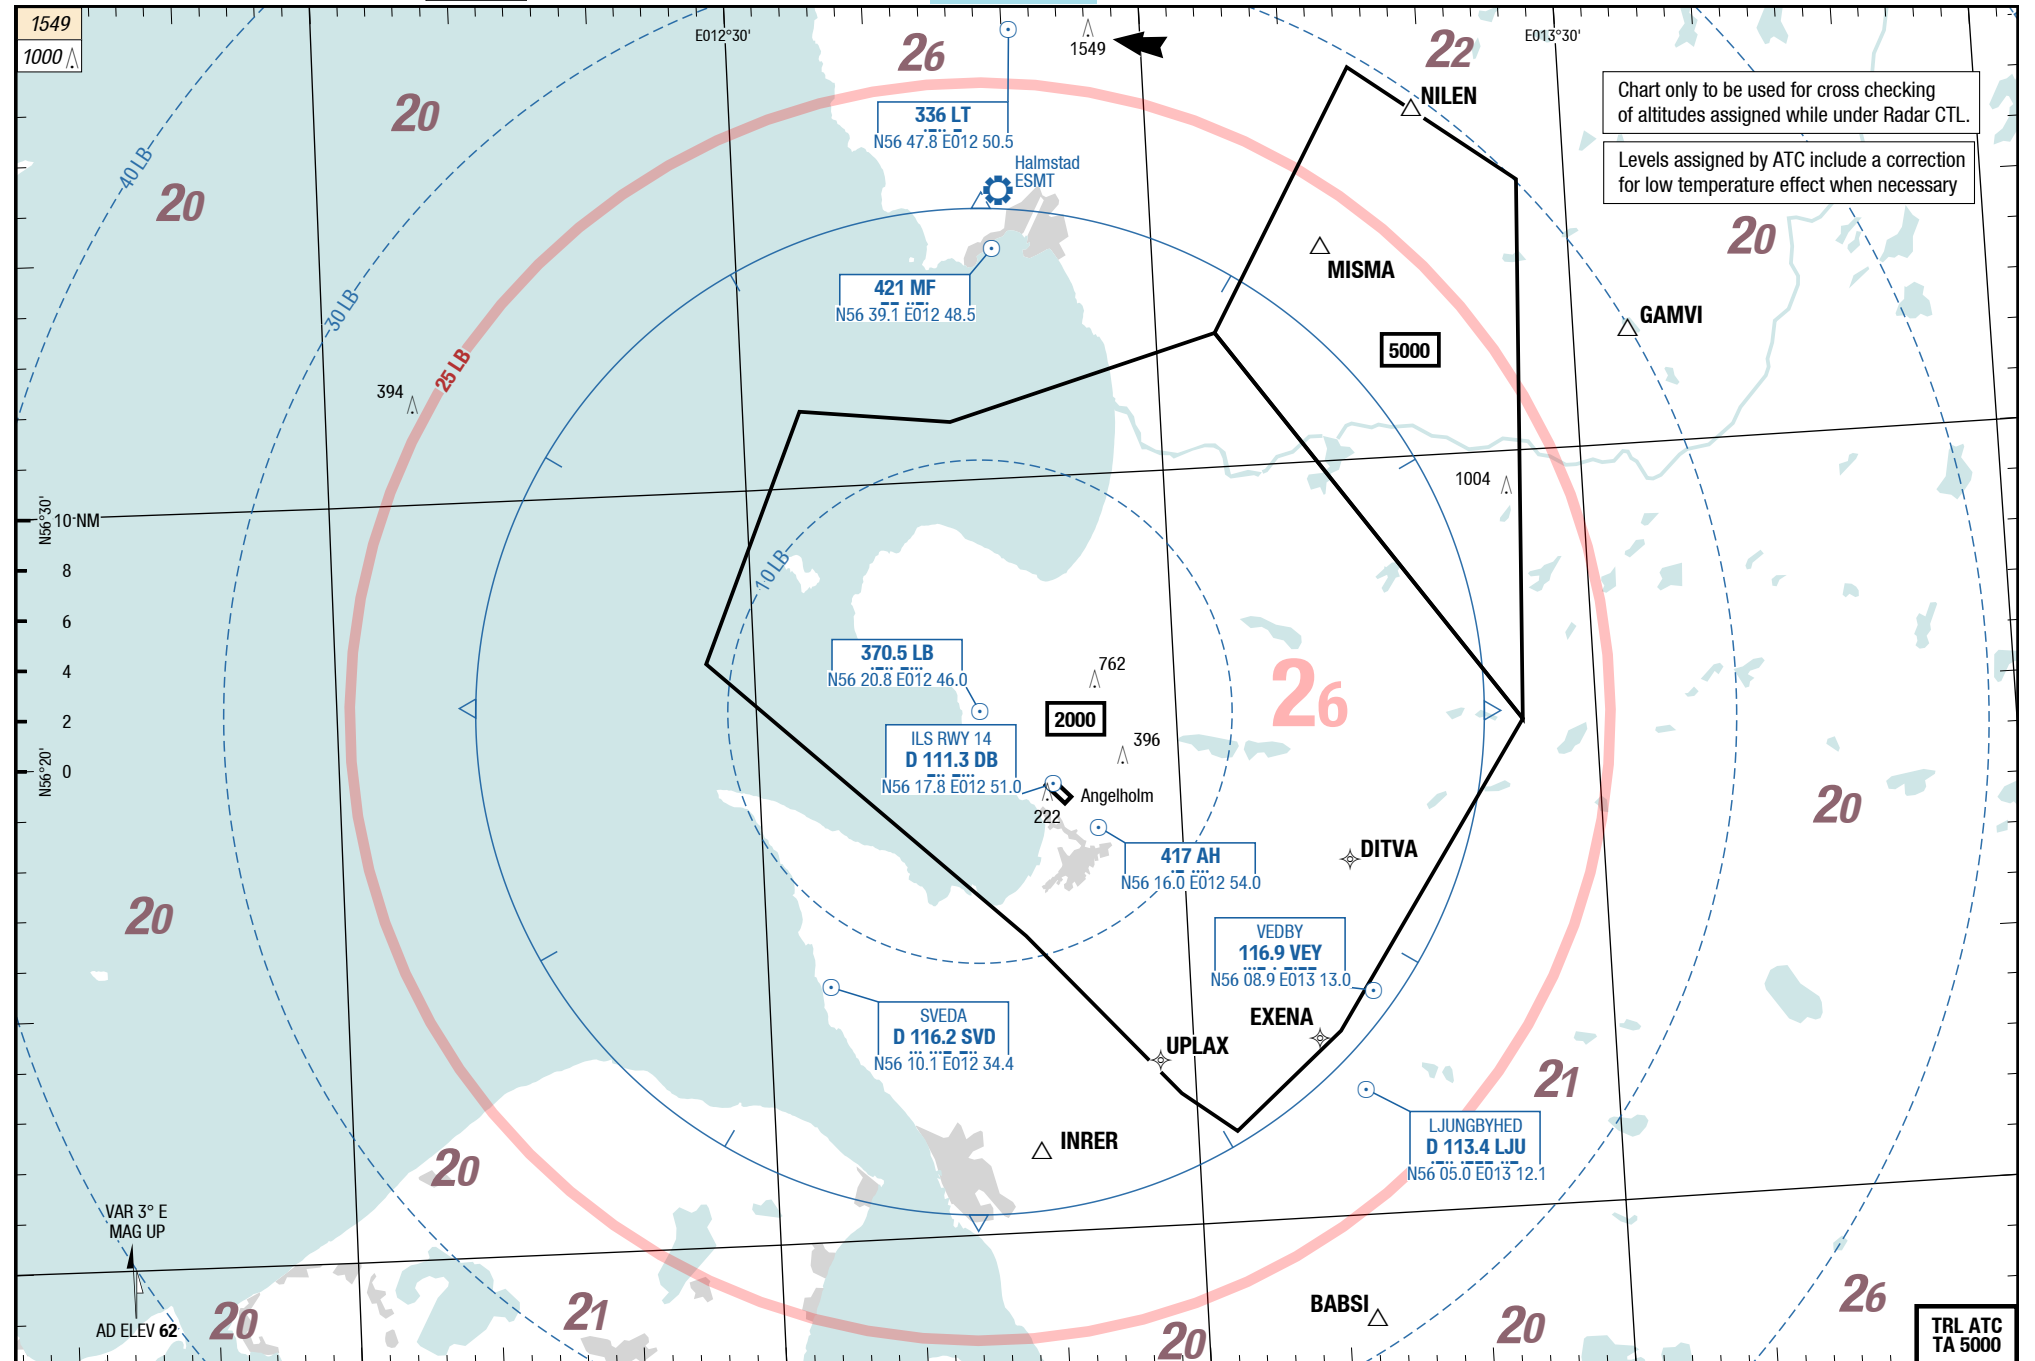 1549
1000
E012°30'
1549
E013°30'
26
22
20
20
40 LB
30 LB
25 LB
10 LB
336 LT
N56 47.8 E012 50.5
Halmstad
ESMT
NILEN
Chart only to be used for cross checking
of altitudes assigned while under Radar CTL.
Levels assigned by ATC include a correction
for low temperature effect when necessary
20
MISMA
GAMVI
421 MF
N56 39.1 E012 48.5
5000
394
1004
N56°30'
10 NM
8
6
4
2
0
N56°20'
370.5 LB
N56 20.8 E012 46.0
762
2000
26
396
ILS RWY 14
D 111.3 DB
N56 17.8 E012 51.0
Angelholm
222
20
417 AH
N56 16.0 E012 54.0
DITVA
20
VEDBY
116.9 VEY
N56 08.9 E013 13.0
SVEDA
D 116.2 SVD
N56 10.1 E012 34.4
EXENA
UPLAX
21
INRER
LJUNGBYHED
D 113.4 LJU
N56 05.0 E013 12.1
20
VAR 3° E
MAG UP
AD ELEV 62
20
21
20
BABSI
20
26
TRL ATC
TA 5000